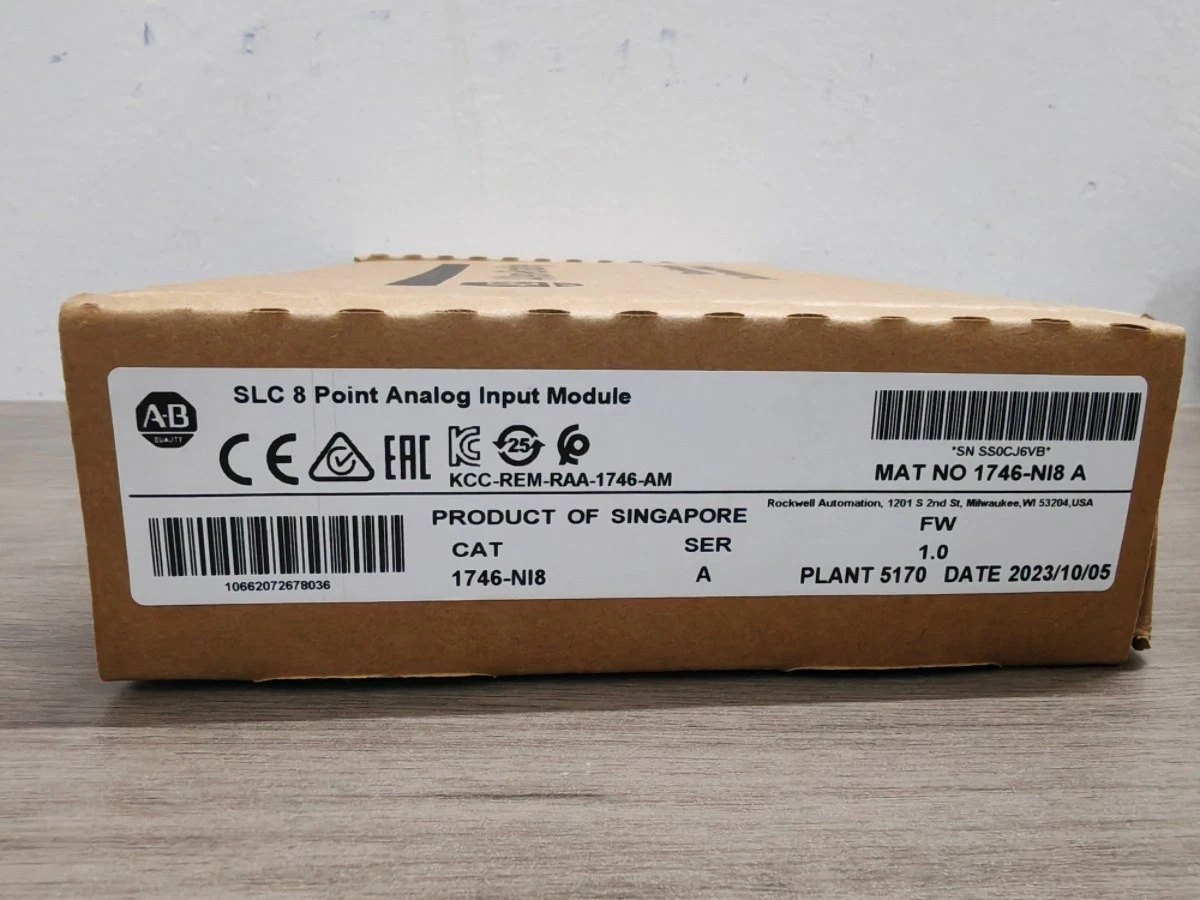 A-B
QUALITY
SLC 8 Point Analog Input Module
CE
EAC
25
KCC-REM-RAA-1746-AM
*SN SS0CJ6VB*
MAT NO 1746-NI8 A
Rockwell Automation, 1201 S 2nd St, Milwaukee, WI 53204, USA
10662072678036
PRODUCT OF SINGAPORE
CAT SER FW
1746-NI8 A 1.0
PLANT 5170 DATE 2023/10/05